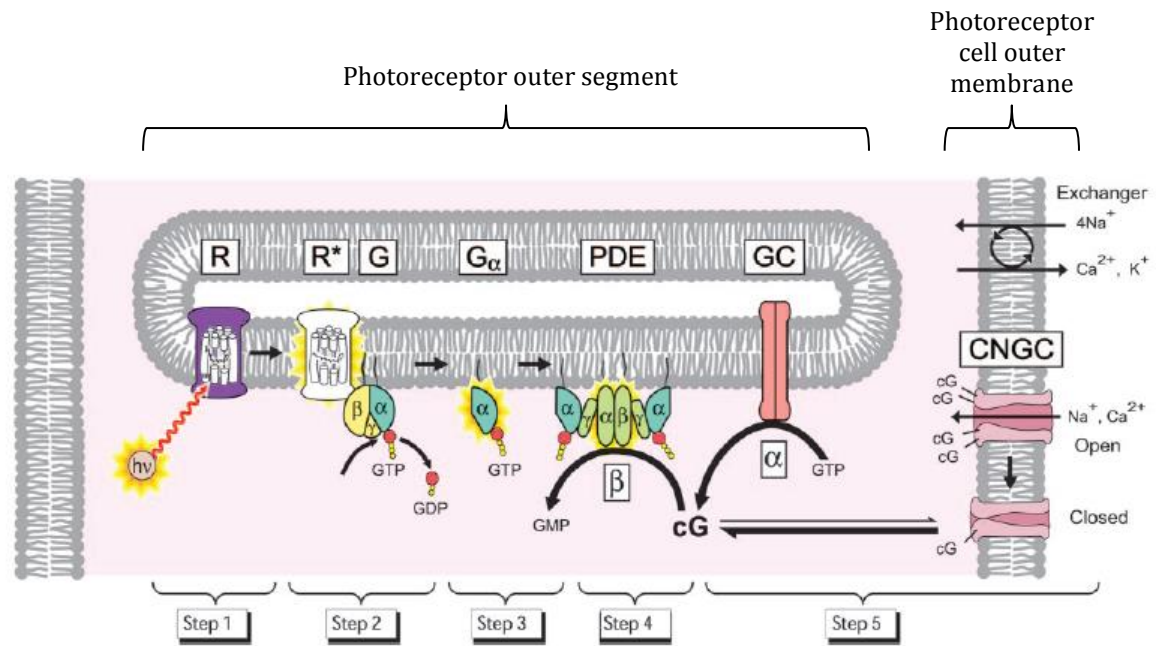 Photoreceptor outer segment
Photoreceptor
cell outer
membrane
Exchanger
4Na⁺
Ca²⁺, K⁺
R
R*
G
Gα
PDE
GC
CNGC
cG
cG
cG
cG
Na⁺, Ca²⁺
Open
hν
β
α
γ
GTP
GDP
α
GTP
α
γ
α
β
γ
α
β
GMP
α
GTP
cG
cG
Closed
Step 1
Step 2
Step 3
Step 4
Step 5